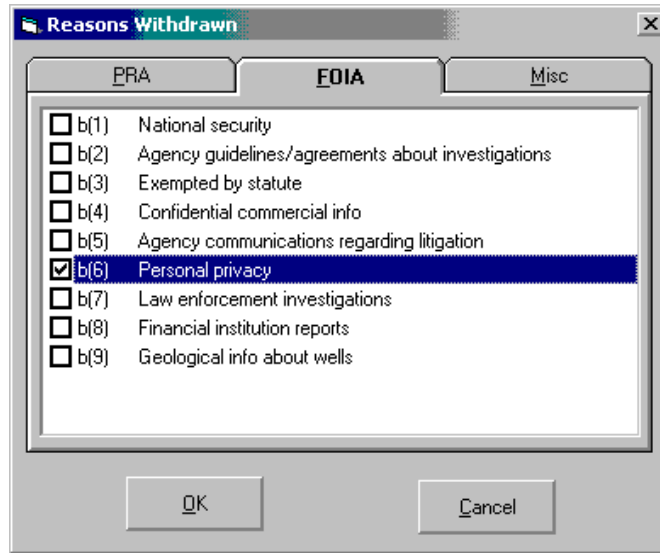 Reasons Withdrawn
PRA FOIA Misc
b(1) National security
b(2) Agency guidelines/agreements about investigations
b(3) Exempted by statute
b(4) Confidential commercial info
b(5) Agency communications regarding litigation
b(6) Personal privacy
b(7) Law enforcement investigations
b(8) Financial institution reports
b(9) Geological info about wells
OK Cancel